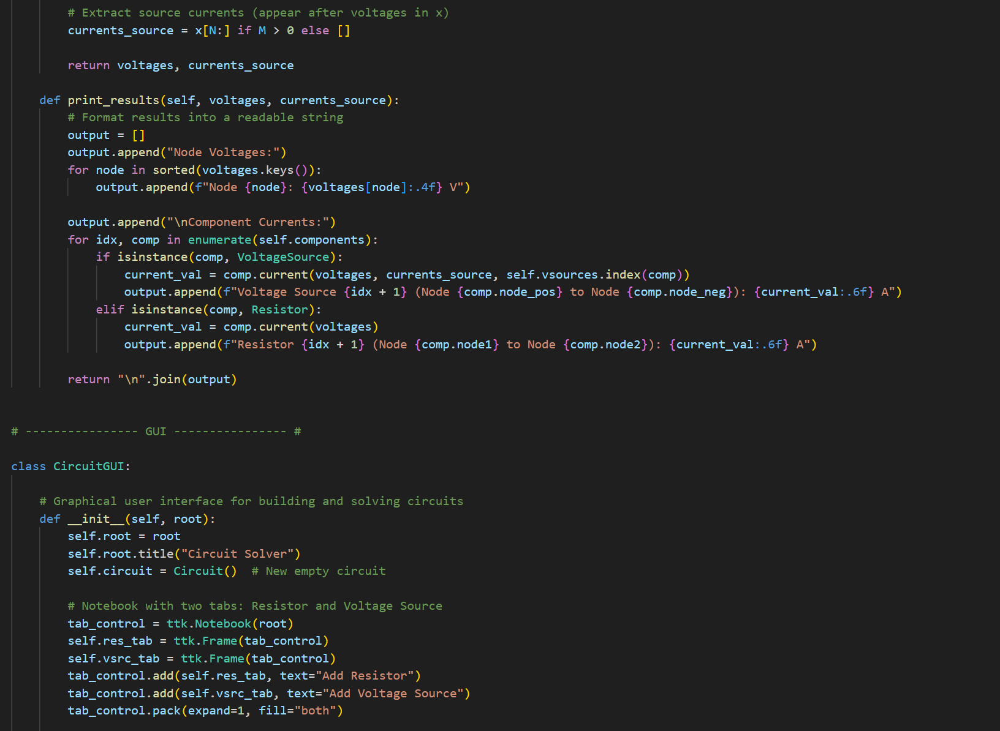 # Extract source currents (appear after voltages in x)
currents_source = x[N:] if M > 0 else []
return voltages, currents_source
def print_results(self, voltages, currents_source):
# Format results into a readable string
output = []
output.append("Node Voltages:")
for node in sorted(voltages.keys()):
output.append(f"Node {node}: {voltages[node]:.4f} V")
output.append("\nComponent Currents:")
for idx, comp in enumerate(self.components):
if isinstance(comp, VoltageSource):
current_val = comp.current(voltages, currents_source, self.vsources.index(comp))
output.append(f"Voltage Source {idx + 1} (Node {comp.node_pos} to Node {comp.node_neg}): {current_val:.6f} A")
elif isinstance(comp, Resistor):
current_val = comp.current(voltages)
output.append(f"Resistor {idx + 1} (Node {comp.node1} to Node {comp.node2}): {current_val:.6f} A")
return "\n".join(output)
# ---------------- GUI ---------------- #
class CircuitGUI:
# Graphical user interface for building and solving circuits
def __init__(self, root):
self.root = root
self.root.title("Circuit Solver")
self.circuit = Circuit()  # New empty circuit
# Notebook with two tabs: Resistor and Voltage Source
tab_control = ttk.Notebook(root)
self.res_tab = ttk.Frame(tab_control)
self.vsrc_tab = ttk.Frame(tab_control)
tab_control.add(self.res_tab, text="Add Resistor")
tab_control.add(self.vsrc_tab, text="Add Voltage Source")
tab_control.pack(expand=1, fill="both")